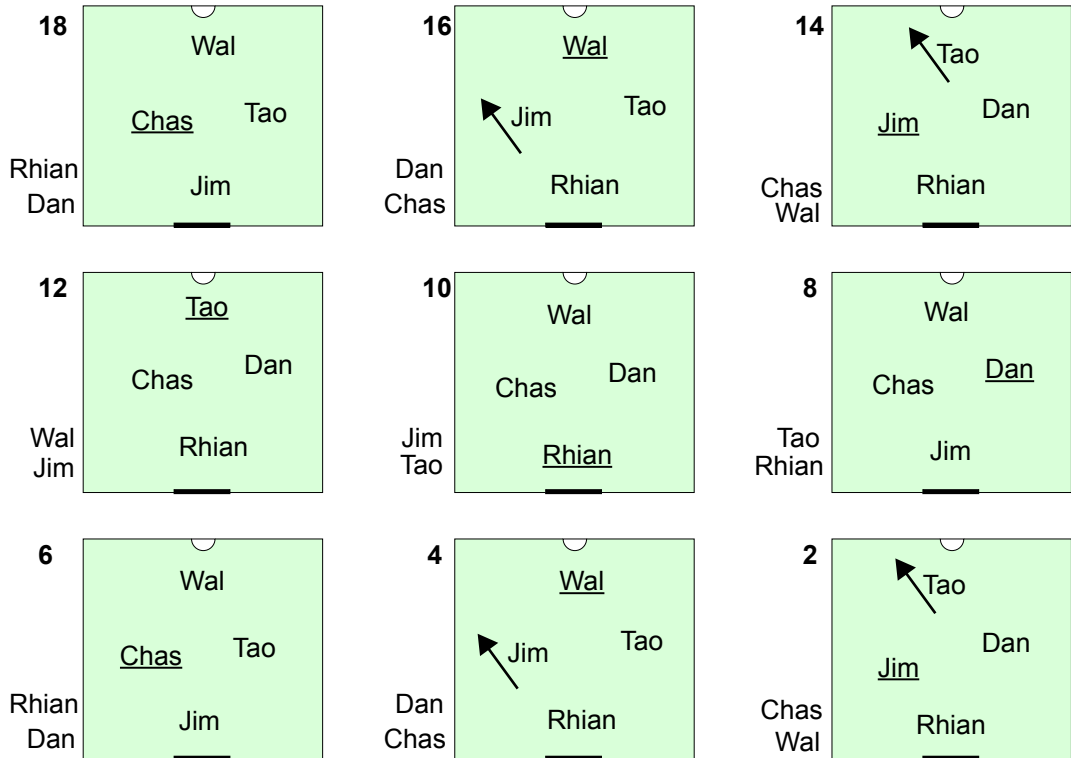 18
Wal
Chas
Tao
Rhian
Dan
Jim
16
Wal
Jim
Tao
Dan
Chas
Rhian
14
Tao
Dan
Jim
Chas
Wal
Rhian
12
Tao
Chas
Dan
Wal
Jim
Rhian
10
Wal
Chas
Dan
Jim
Tao
Rhian
8
Wal
Chas
Dan
Tao
Rhian
Jim
6
Wal
Chas
Tao
Rhian
Dan
Jim
4
Wal
Jim
Tao
Dan
Chas
Rhian
2
Tao
Dan
Jim
Chas
Wal
Rhian